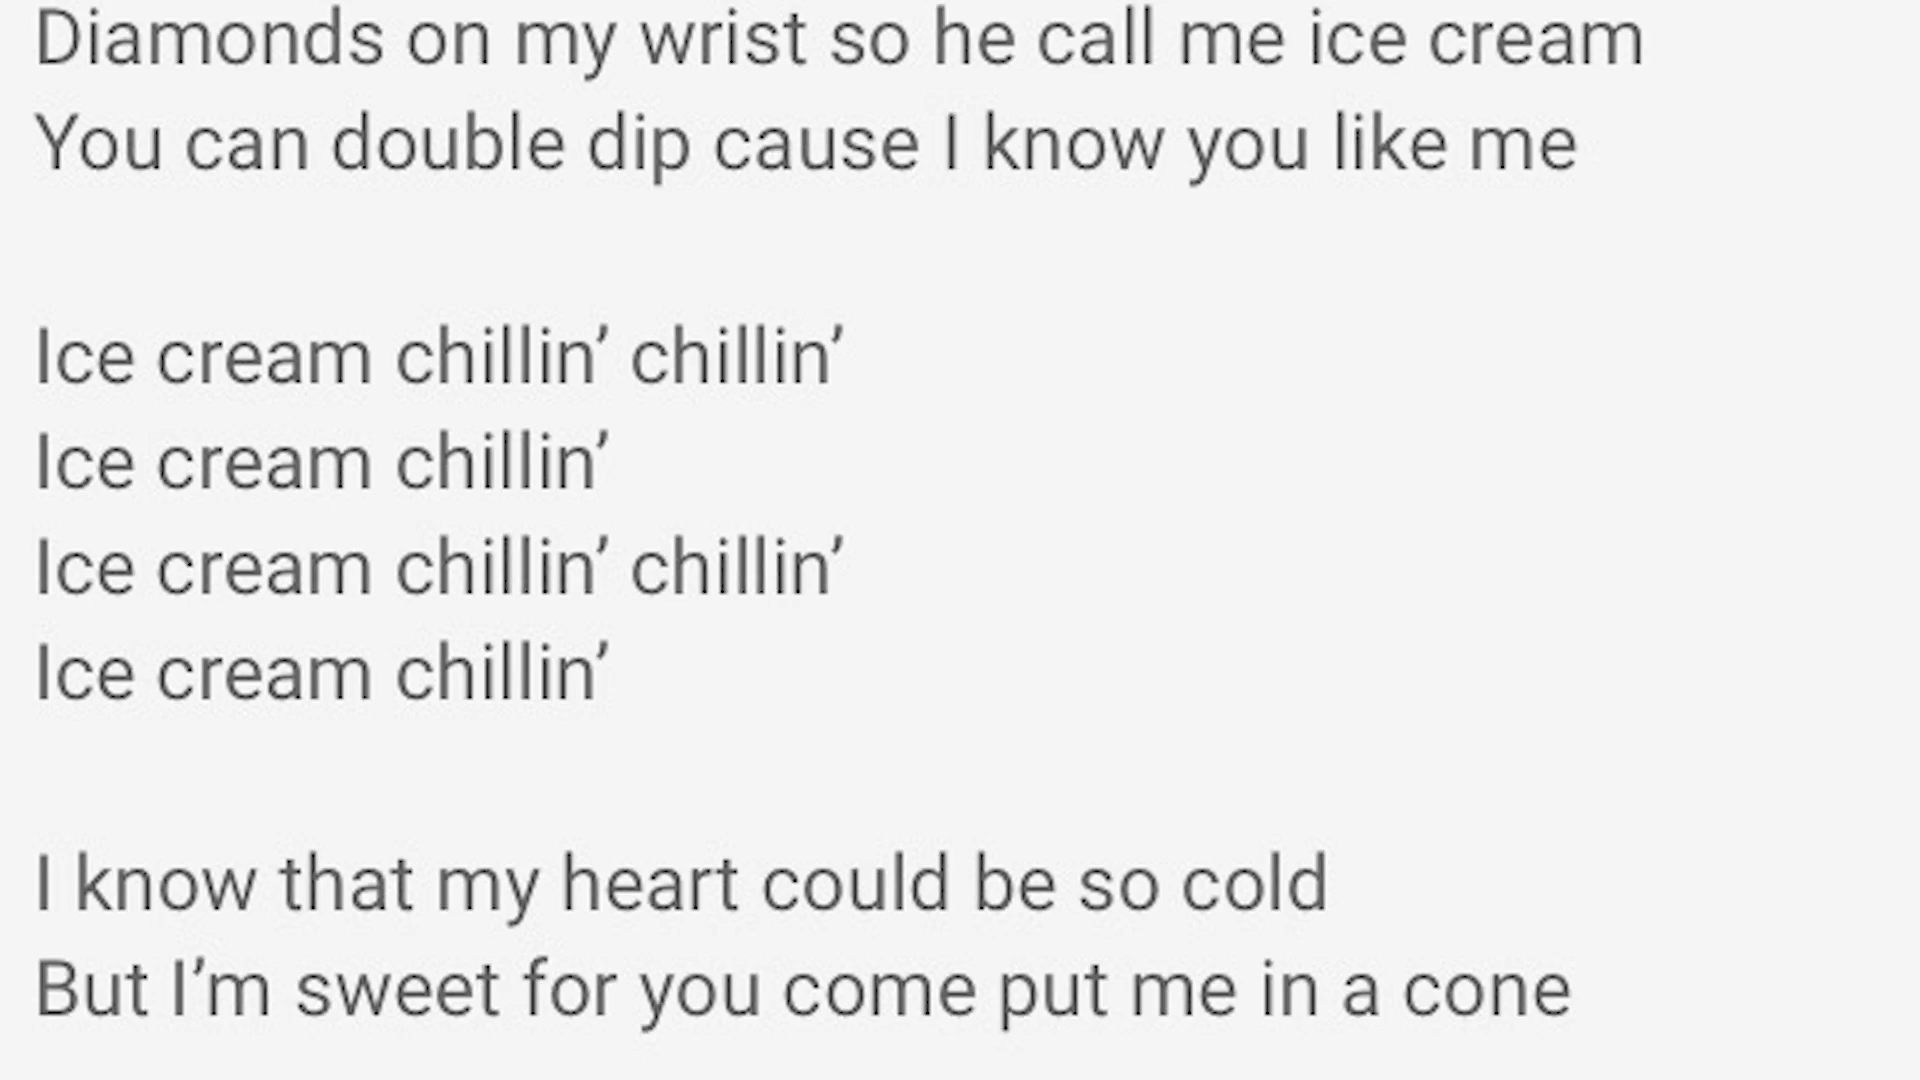 Diamonds on my wrist so he call me ice cream
You can double dip cause I know you like me
Ice cream chillin’ chillin’
Ice cream chillin’
Ice cream chillin’ chillin’
Ice cream chillin’
I know that my heart could be so cold
But I’m sweet for you come put me in a cone